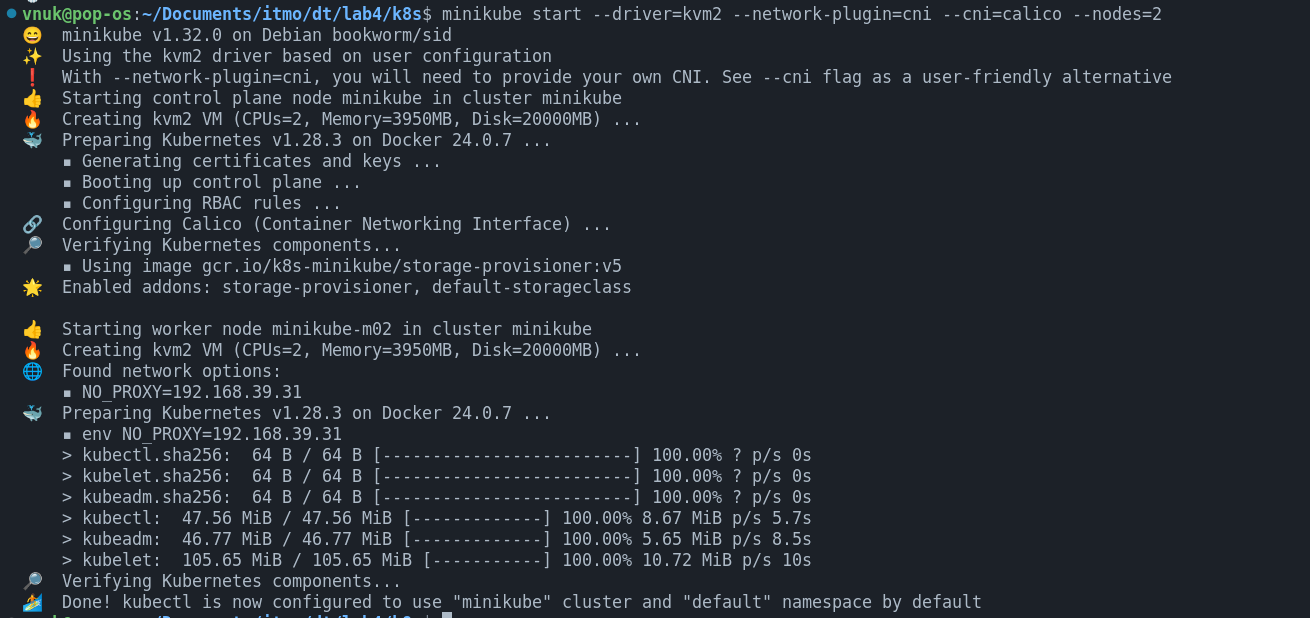 vnuk@pop-os:~/Documents/itmo/dt/lab4/k8s$ minikube start --driver=kvm2 --network-plugin=cni --cni=calico --nodes=2
😄 minikube v1.32.0 on Debian bookworm/sid
✨ Using the kvm2 driver based on user configuration
❗ With --network-plugin=cni, you will need to provide your own CNI. See --cni flag as a user-friendly alternative
👍 Starting control plane node minikube in cluster minikube
🔥 Creating kvm2 VM (CPUs=2, Memory=3950MB, Disk=20000MB) ...
🐳 Preparing Kubernetes v1.28.3 on Docker 24.0.7 ...
▪ Generating certificates and keys ...
▪ Booting up control plane ...
▪ Configuring RBAC rules ...
🔗 Configuring Calico (Container Networking Interface) ...
🔎 Verifying Kubernetes components...
▪ Using image gcr.io/k8s-minikube/storage-provisioner:v5
🌟 Enabled addons: storage-provisioner, default-storageclass
👍 Starting worker node minikube-m02 in cluster minikube
🔥 Creating kvm2 VM (CPUs=2, Memory=3950MB, Disk=20000MB) ...
🌐 Found network options:
▪ NO_PROXY=192.168.39.31
🐳 Preparing Kubernetes v1.28.3 on Docker 24.0.7 ...
▪ env NO_PROXY=192.168.39.31
> kubectl.sha256: 64 B / 64 B [-------------------------] 100.00% ? p/s 0s
> kubelet.sha256: 64 B / 64 B [-------------------------] 100.00% ? p/s 0s
> kubeadm.sha256: 64 B / 64 B [-------------------------] 100.00% ? p/s 0s
> kubectl: 47.56 MiB / 47.56 MiB [-------------] 100.00% 8.67 MiB p/s 5.7s
> kubeadm: 46.77 MiB / 46.77 MiB [-------------] 100.00% 5.65 MiB p/s 8.5s
> kubelet: 105.65 MiB / 105.65 MiB [-----------] 100.00% 10.72 MiB p/s 10s
🔎 Verifying Kubernetes components...
🏄 Done! kubectl is now configured to use "minikube" cluster and "default" namespace by default